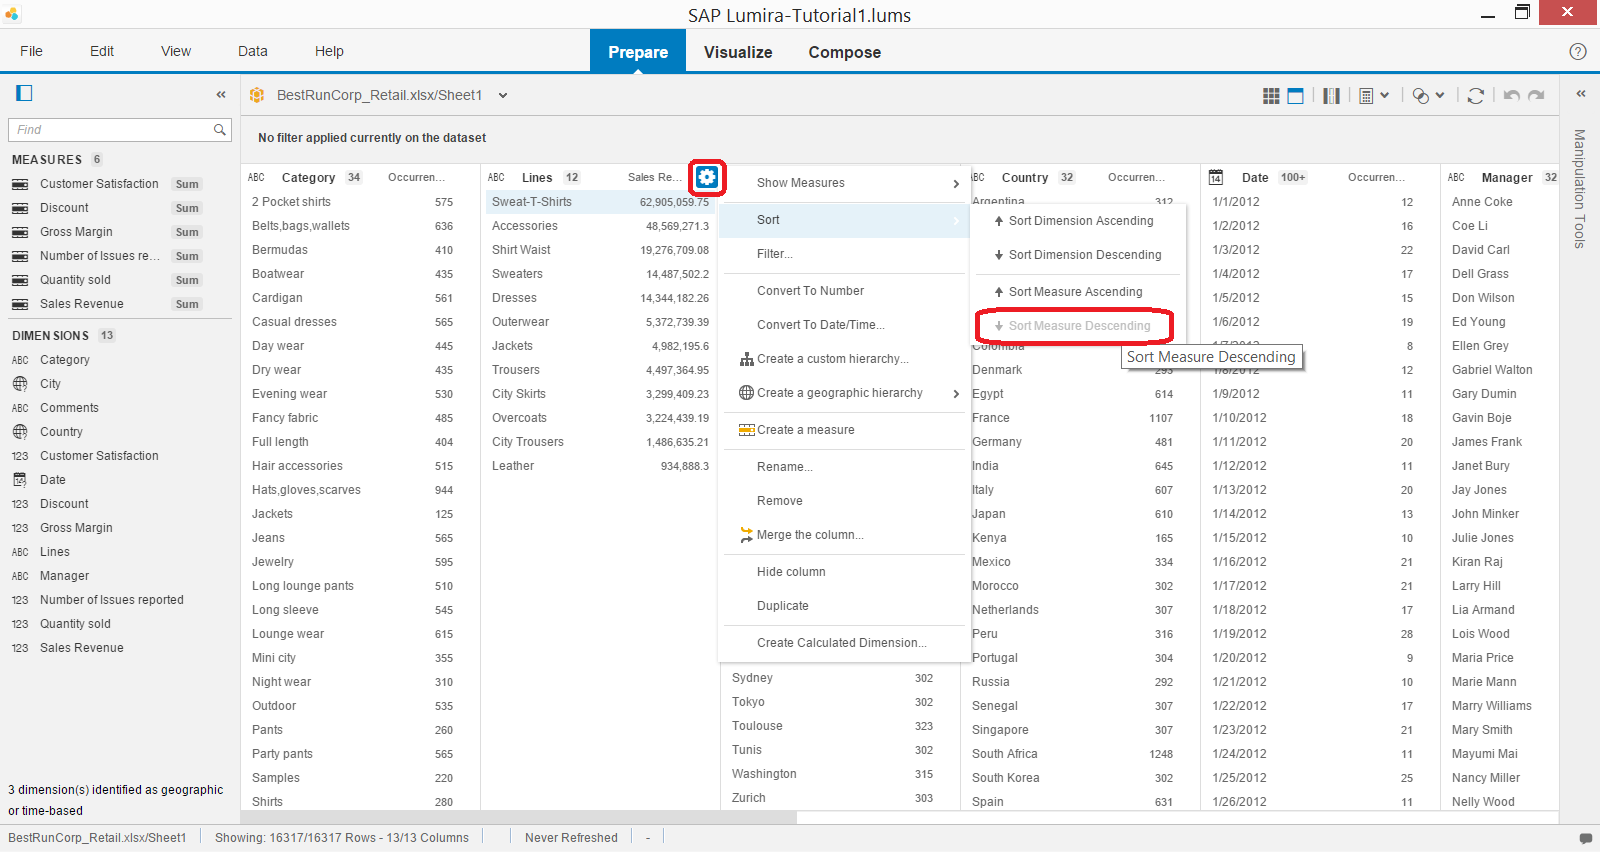 SAP Lumira-Tutorial1.lums
File Edit View Data Help
Prepare Visualize Compose
?
«
BestRunCorp_Retail.xlsx/Sheet1
«
Find
No filter applied currently on the dataset
MEASURES 6
Customer Satisfaction Sum
Discount Sum
Gross Margin Sum
Number of Issues re... Sum
Quantity sold Sum
Sales Revenue Sum
DIMENSIONS 13
ABC Category
City
ABC Comments
Country
123 Customer Satisfaction
Date
123 Discount
123 Gross Margin
ABC Lines
ABC Manager
123 Number of Issues reported
123 Quantity sold
123 Sales Revenue
3 dimension(s) identified as geographic
or time-based
ABC Category 34 Occurren...
2 Pocket shirts 575
Belts,bags,wallets 636
Bermudas 410
Boatwear 435
Cardigan 561
Casual dresses 565
Day wear 445
Dry wear 435
Evening wear 530
Fancy fabric 485
Full length 404
Hair accessories 515
Hats,gloves,scarves 944
Jackets 125
Jeans 565
Jewelry 595
Long lounge pants 510
Long sleeve 545
Lounge wear 615
Mini city 355
Night wear 310
Outdoor 535
Pants 260
Party pants 565
Samples 220
Shirts 280
ABC Lines 12 Sales Re...
Sweat-T-Shirts 62,905,059.75
Accessories 48,569,271.3
Shirt Waist 19,276,709.08
Sweaters 14,487,502.2
Dresses 14,344,182.26
Outerwear 5,372,739.39
Jackets 4,982,195.6
Trousers 4,497,364.95
City Skirts 3,299,409.23
Overcoats 3,224,439.19
City Trousers 1,486,635.21
Leather 934,888.3
Show Measures
Sort
Filter...
Convert To Number
Convert To Date/Time...
Create a custom hierarchy...
Create a geographic hierarchy
Create a measure
Rename...
Remove
Merge the column...
Hide column
Duplicate
Create Calculated Dimension...
Sort Dimension Ascending
Sort Dimension Descending
Sort Measure Ascending
Sort Measure Descending
Sort Measure Descending
Sydney 302
Tokyo 302
Toulouse 323
Tunis 302
Washington 315
Zurich 303
ABC Country 32 Occurren...
Argentina 312
Colombia
Denmark 293
Egypt 614
France 1107
Germany 481
India 645
Italy 607
Japan 610
Kenya 165
Mexico 334
Morocco 302
Netherlands 307
Peru 316
Portugal 304
Russia 292
Senegal 307
Singapore 307
South Africa 1248
South Korea 302
Spain 631
14 Date 100+ Occurren...
1/1/2012 12
1/2/2012 16
1/3/2012 22
1/4/2012 17
1/5/2012 15
1/6/2012 19
1/7/2012 8
1/8/2012 12
1/9/2012 11
1/10/2012 18
1/11/2012 20
1/12/2012 11
1/13/2012 20
1/14/2012 13
1/15/2012 10
1/16/2012 21
1/17/2012 21
1/18/2012 17
1/19/2012 28
1/20/2012 9
1/21/2012 10
1/22/2012 17
1/23/2012 21
1/24/2012 11
1/25/2012 25
1/26/2012 11
ABC Manager 32
Anne Coke
Coe Li
David Carl
Dell Grass
Don Wilson
Ed Young
Ellen Grey
Gabriel Walton
Gary Dumin
Gavin Boje
James Frank
Janet Bury
Jay Jones
John Minker
Julie Jones
Kiran Raj
Larry Hill
Lia Armand
Lois Wood
Maria Price
Marie Mann
Marry Williams
Mary Smith
Mayumi Mai
Nancy Miller
Nelly Wood
Manipulation Tools
BestRunCorp_Retail.xlsx/Sheet1 Showing: 16317/16317 Rows - 13/13 Columns Never Refreshed -